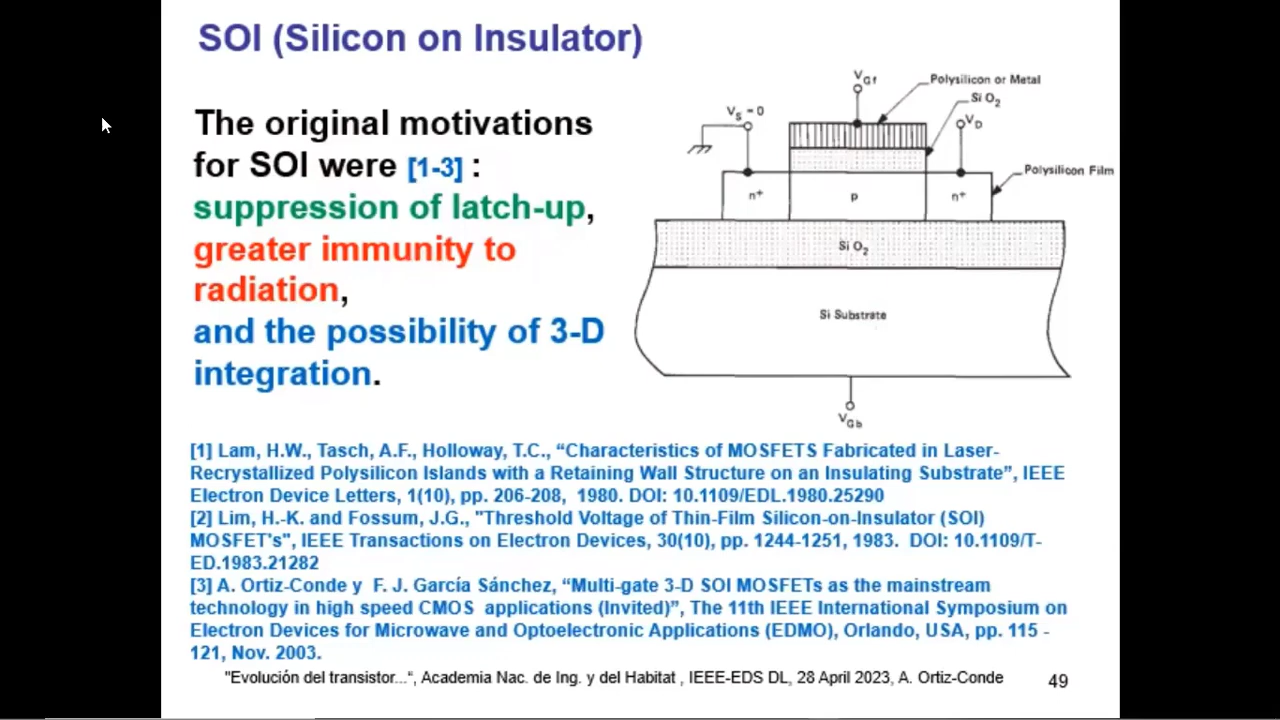 SOI (Silicon on Insulator)
The original motivations
for SOI were [1-3] :
suppression of latch-up,
greater immunity to
radiation,
and the possibility of 3-D
integration.
VGf
Polysilicon or Metal
SiO2
VS = 0
VD
Polysilicon Film
n+
p
n+
SiO2
Si Substrate
VGb
[1] Lam, H.W., Tasch, A.F., Holloway, T.C., “Characteristics of MOSFETS Fabricated in Laser-
Recrystallized Polysilicon Islands with a Retaining Wall Structure on an Insulating Substrate”, IEEE
Electron Device Letters, 1(10), pp. 206-208, 1980. DOI: 10.1109/EDL.1980.25290
[2] Lim, H.-K. and Fossum, J.G., "Threshold Voltage of Thin-Film Silicon-on-Insulator (SOI)
MOSFET's", IEEE Transactions on Electron Devices, 30(10), pp. 1244-1251, 1983. DOI: 10.1109/T-
ED.1983.21282
[3] A. Ortiz-Conde y F. J. García Sánchez, “Multi-gate 3-D SOI MOSFETs as the mainstream
technology in high speed CMOS applications (Invited)”, The 11th IEEE International Symposium on
Electron Devices for Microwave and Optoelectronic Applications (EDMO), Orlando, USA, pp. 115 -
121, Nov. 2003.
"Evolución del transistor...“, Academia Nac. de Ing. y del Habitat , IEEE-EDS DL, 28 April 2023, A. Ortiz-Conde
49